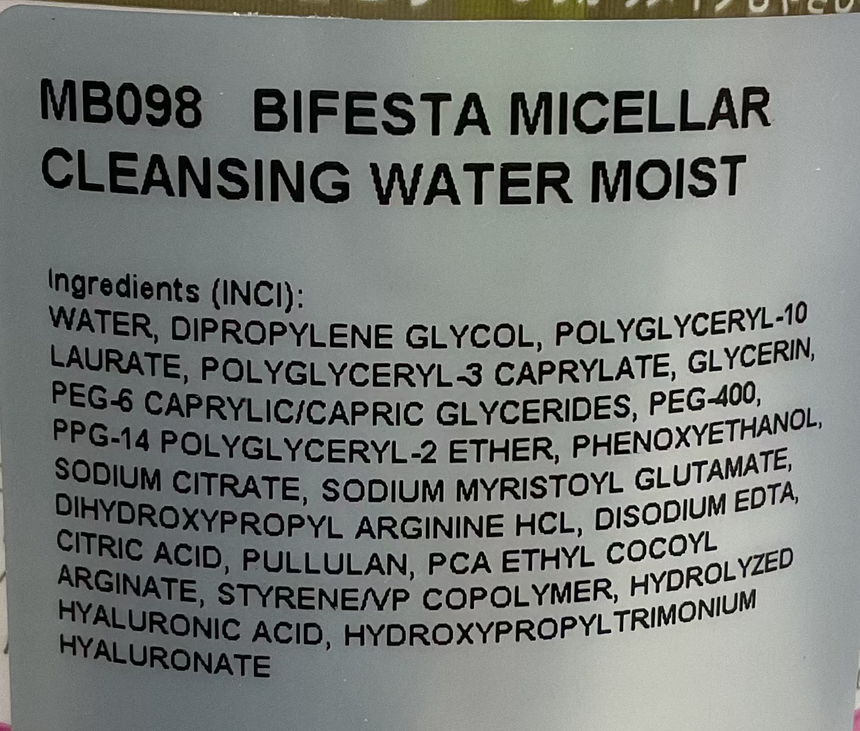 MB098 BIFESTA MICELLAR
CLEANSING WATER MOIST
Ingredients (INCI):
WATER, DIPROPYLENE GLYCOL, POLYGLYCERYL-10
LAURATE, POLYGLYCERYL-3 CAPRYLATE, GLYCERIN,
PEG-6 CAPRYLIC/CAPRIC GLYCERIDES, PEG-400,
PPG-14 POLYGLYCERYL-2 ETHER, PHENOXYETHANOL,
SODIUM CITRATE, SODIUM MYRISTOYL GLUTAMATE,
DIHYDROXYPROPYL ARGININE HCL, DISODIUM EDTA,
CITRIC ACID, PULLULAN, PCA ETHYL COCOYL
ARGINATE, STYRENE/VP COPOLYMER, HYDROLYZED
HYALURONIC ACID, HYDROXYPROPYLTRIMONIUM
HYALURONATE